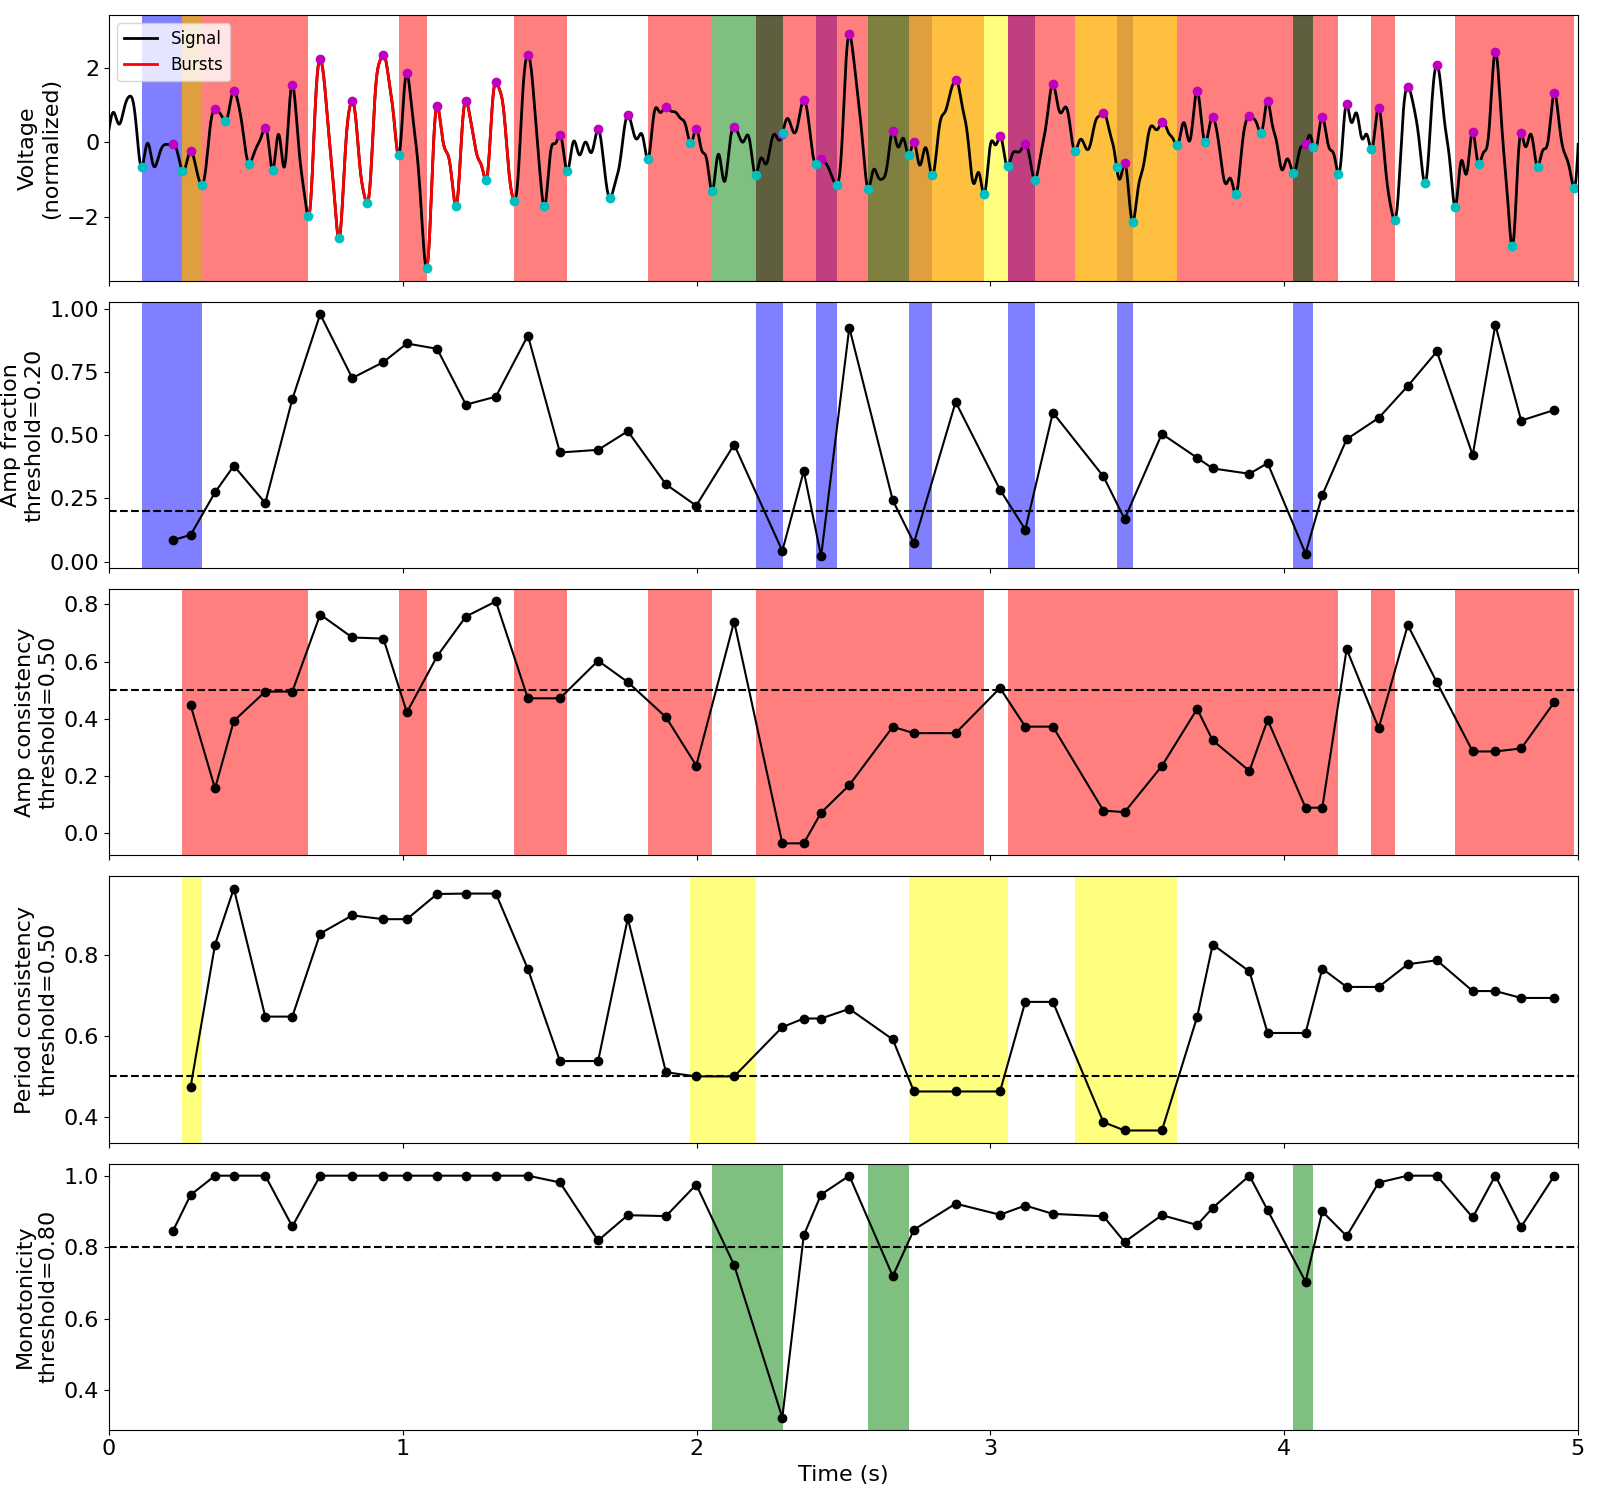 Voltage
(normalized)
2
0
−2
Signal
Bursts
Amp fraction
threshold=0.20
1.00
0.75
0.50
0.25
0.00
Amp consistency
threshold=0.50
0.8
0.6
0.4
0.2
0.0
Period consistency
threshold=0.50
0.8
0.6
0.4
Monotonicity
threshold=0.80
1.0
0.8
0.6
0.4
0 1 2 3 4 5
Time (s)